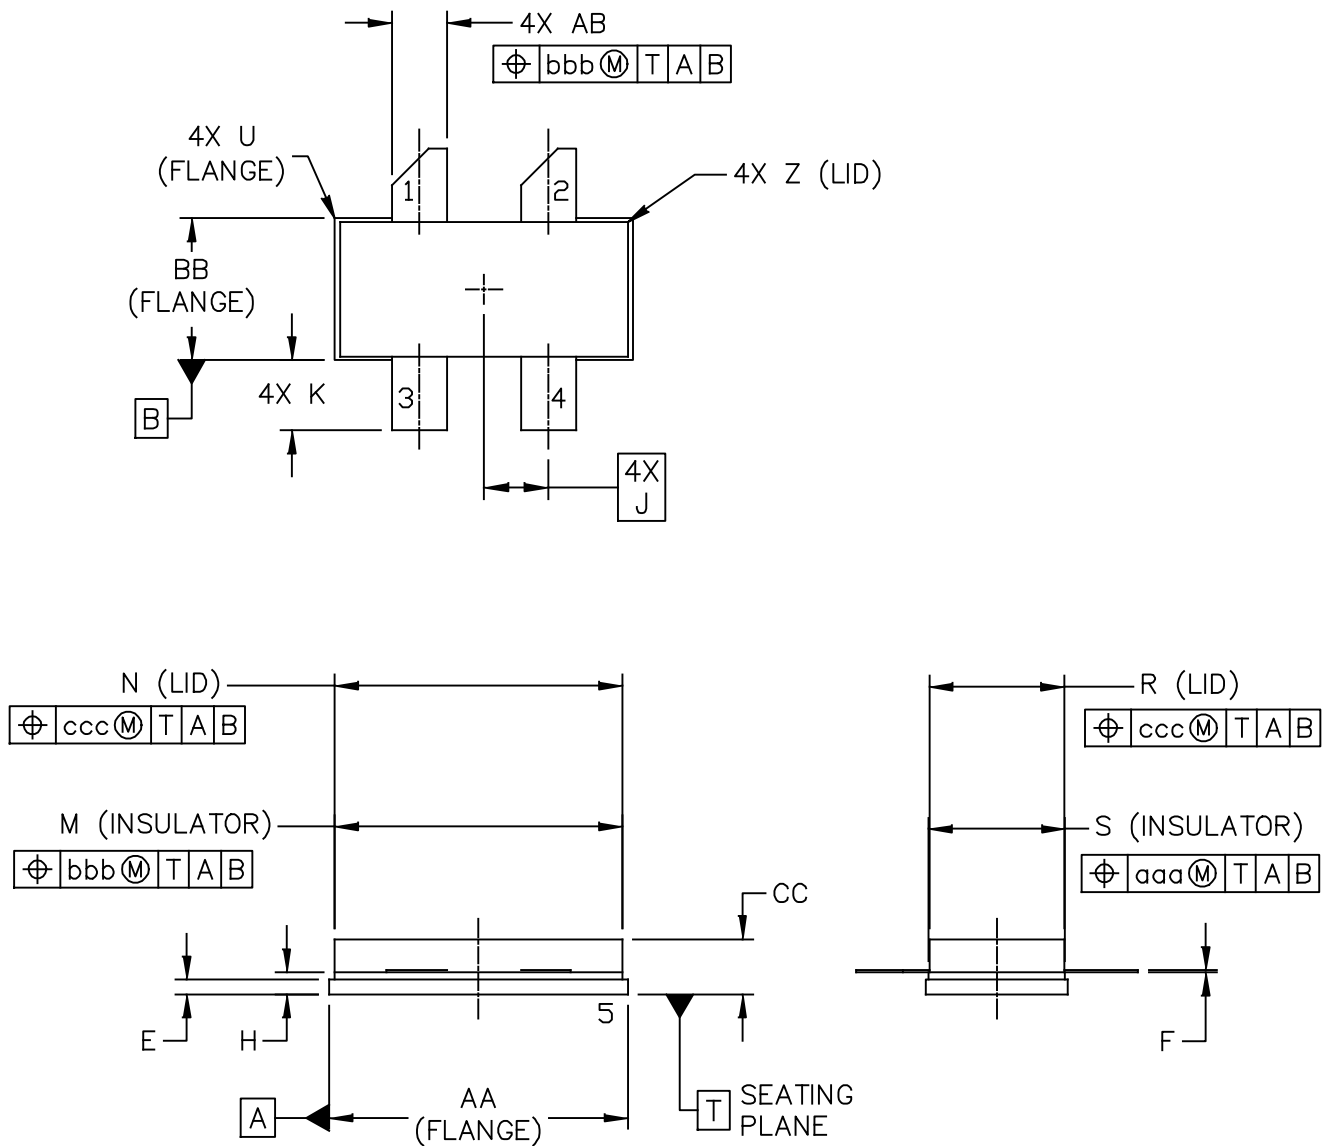 4X AB
⌖ bbb Ⓜ T A B
4X U
(FLANGE)
4X Z (LID)
1
2
BB
(FLANGE)
4X K
3
4
B
4X
J
N (LID)
⌖ ccc Ⓜ T A B
R (LID)
⌖ ccc Ⓜ T A B
M (INSULATOR)
⌖ bbb Ⓜ T A B
S (INSULATOR)
⌖ aaa Ⓜ T A B
CC
5
E
H
F
A
AA
(FLANGE)
T
SEATING
PLANE